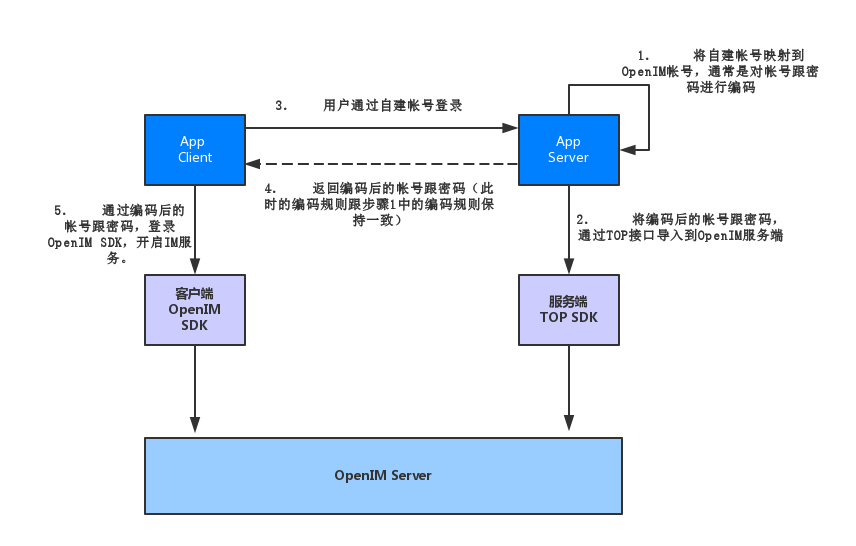 1.　　将自建帐号映射到
OpenIM帐号，通常是对帐号跟密
码进行编码
3.　　用户通过自建帐号登录
App
Client
App
Server
4.　　返回编码后的帐号跟密码（此
时的编码规则跟步骤1中的编码规则保
持一致）
5.　　通过编码后的
帐号跟密码，登录
OpenIM SDK，开启IM服
务。
2.　　将编码后的帐号跟密码，
通过TOP接口导入到OpenIM服务端
客户端
OpenIM
SDK
服务端
TOP SDK
OpenIM Server